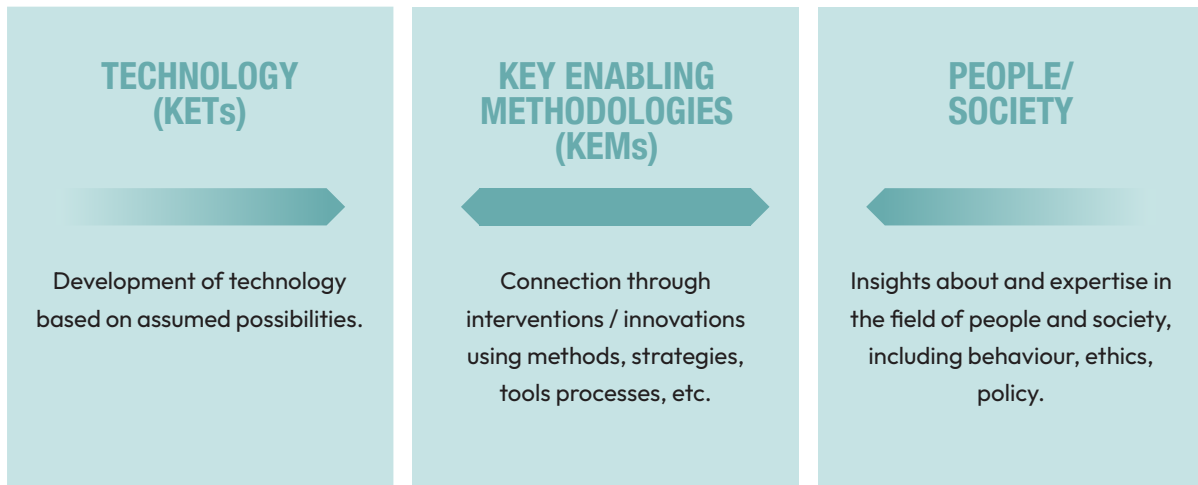 TECHNOLOGY
(KETs)
Development of technology
based on assumed possibilities.
KEY ENABLING
METHODOLOGIES
(KEMs)
Connection through
interventions / innovations
using methods, strategies,
tools processes, etc.
PEOPLE/
SOCIETY
Insights about and expertise in
the field of people and society,
including behaviour, ethics,
policy.